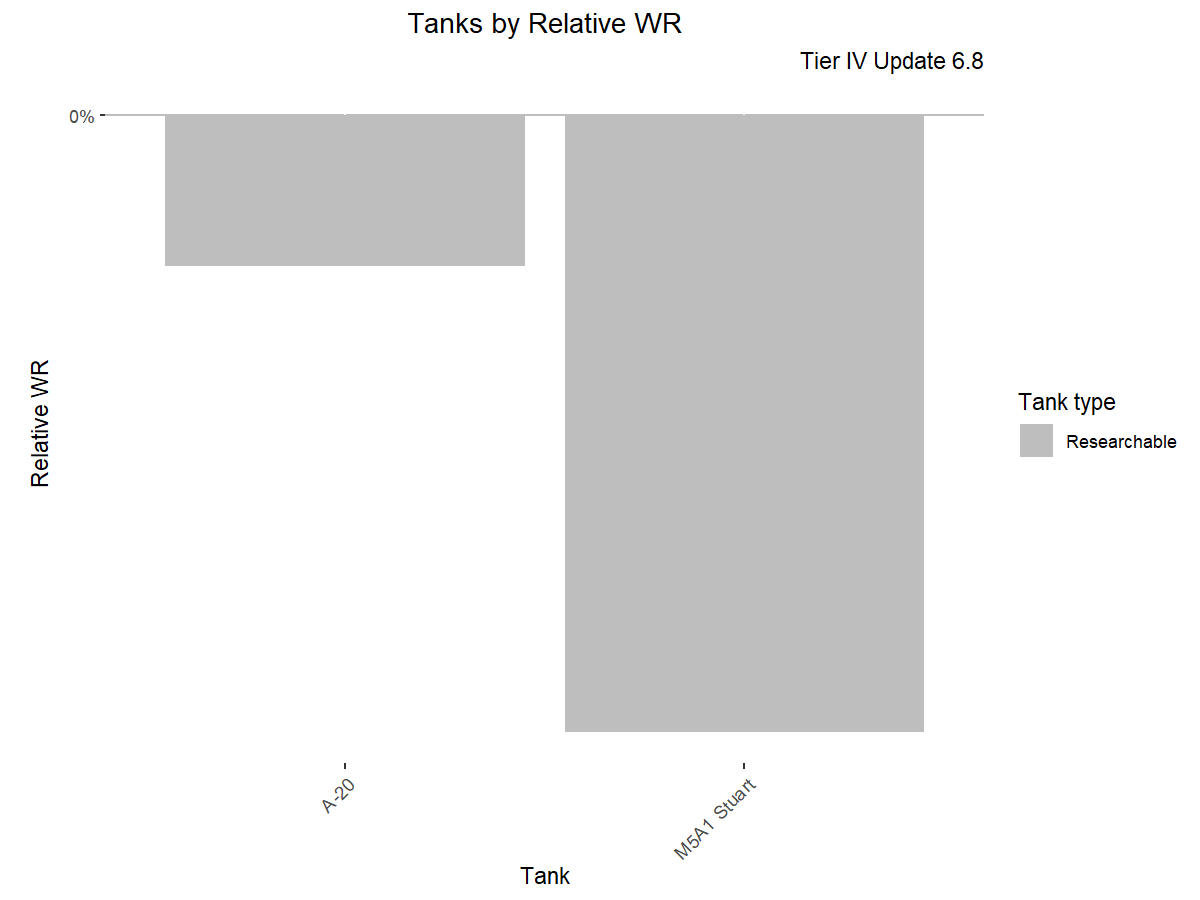 Tanks by Relative WR
Tier IV Update 6.8
0%
Relative WR
Tank type
Researchable
A-20
M5A1 Stuart
Tank